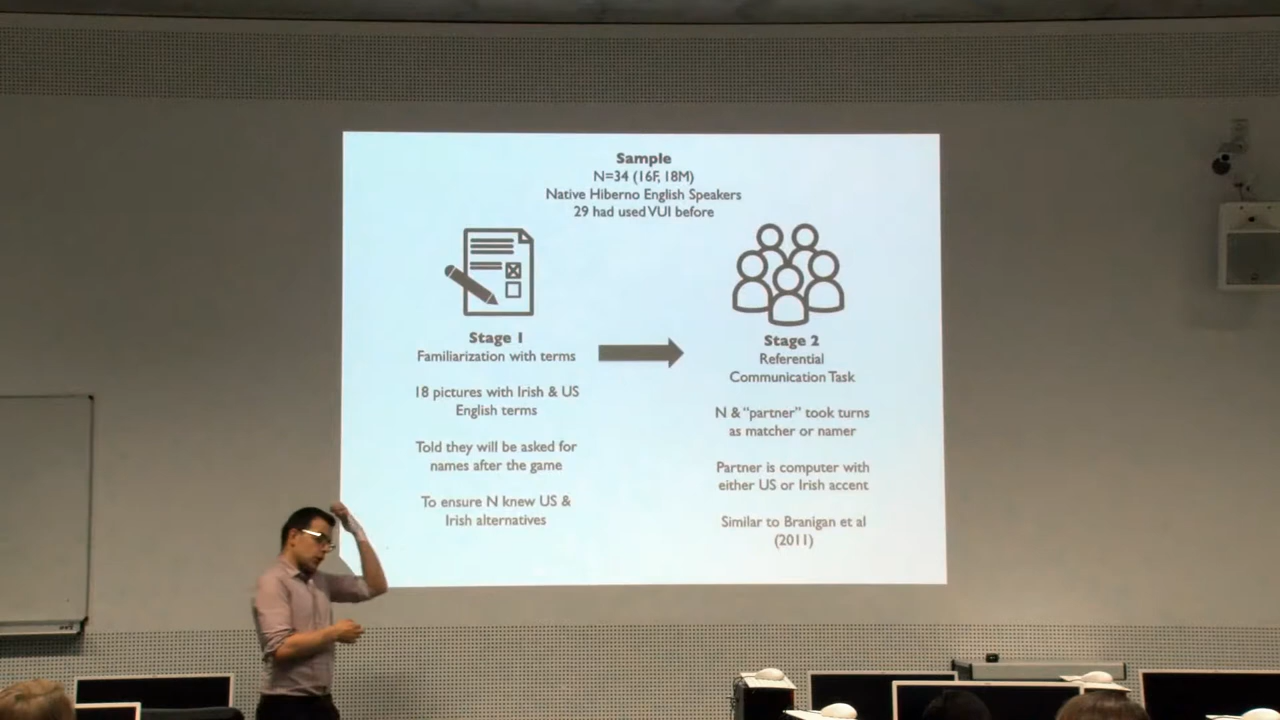 Sample
N=34 (16F, 18M)
Native Hiberno English Speakers
29 had used VUI before
Stage 1
Familiarization with terms
18 pictures with Irish & US
English terms
Told they will be asked for
names after the game
To ensure N knew US &
Irish alternatives
Stage 2
Referential
Communication Task
N & “partner” took turns
as matcher or namer
Partner is computer with
either US or Irish accent
Similar to Branigan et al
(2011)